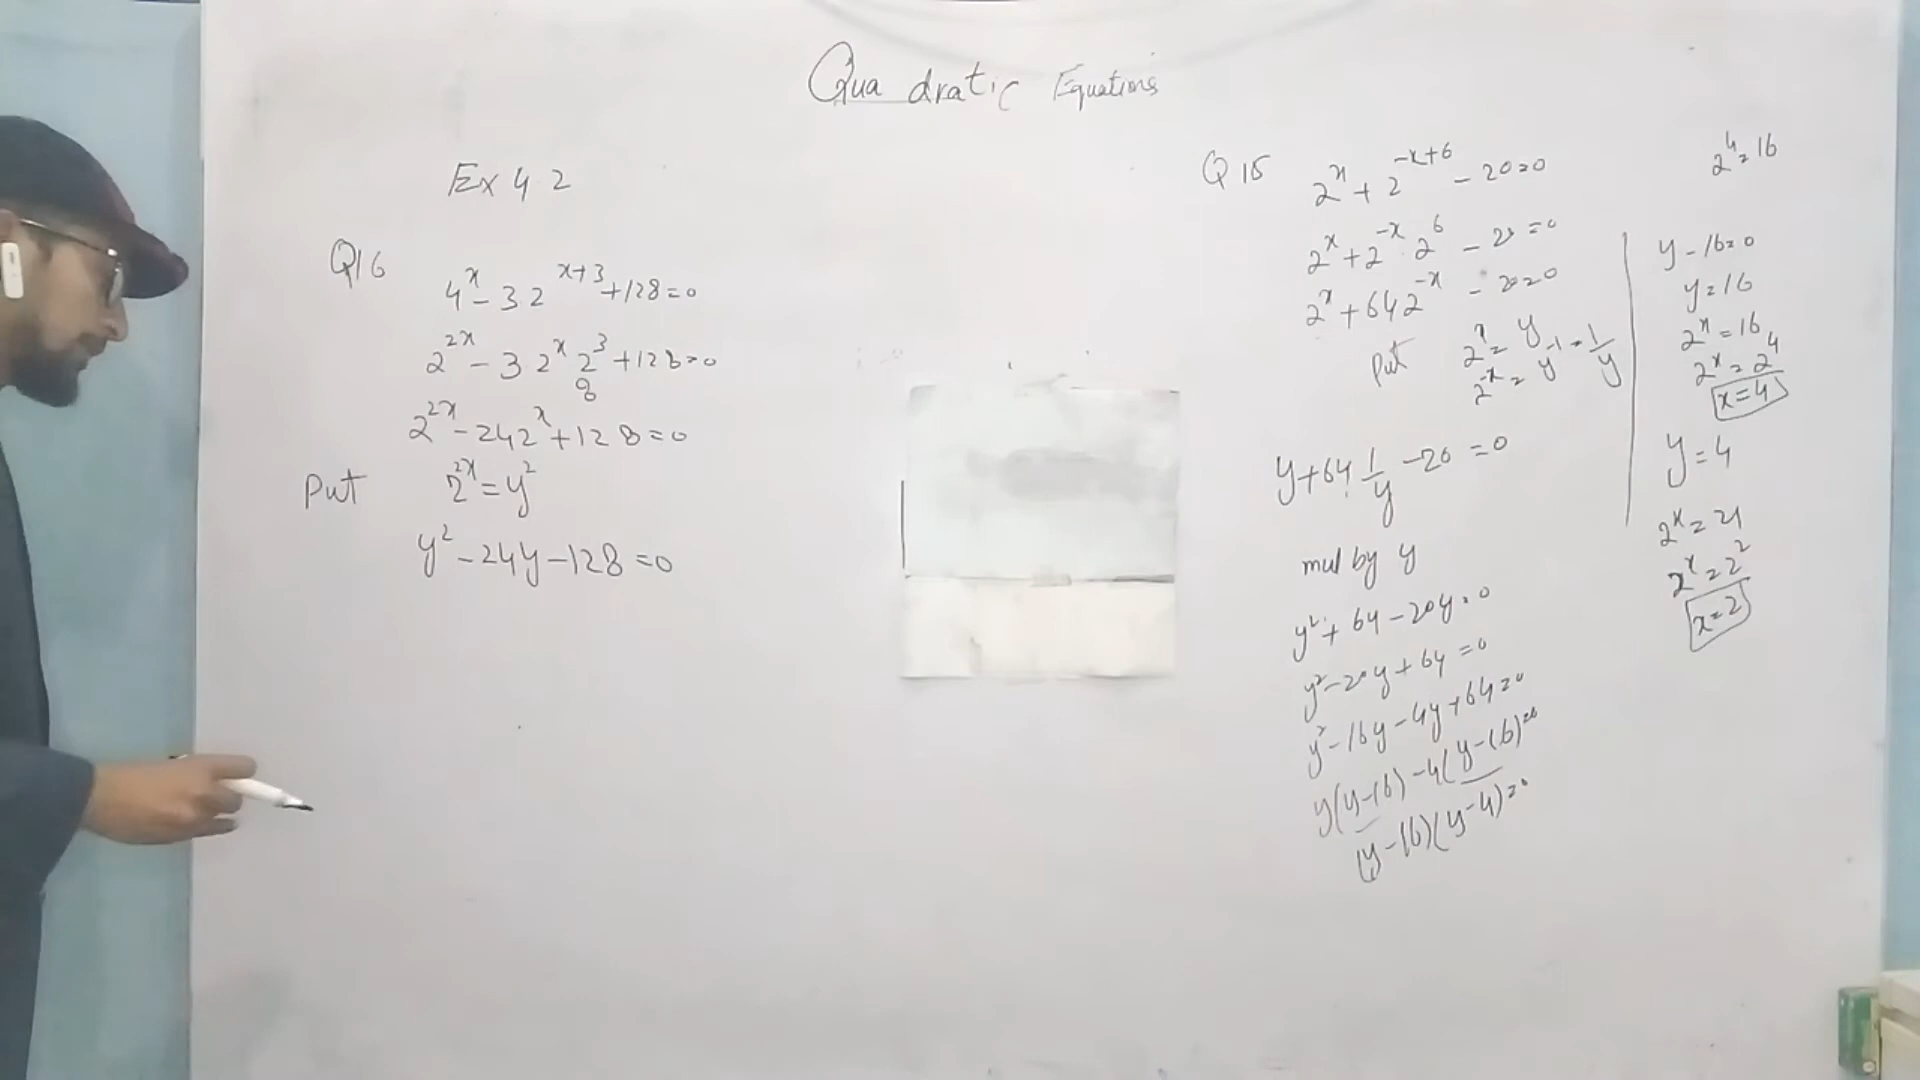 Quadratic Equations
Ex 4.2
Q16
4^x - 3 2^{x+3} + 128 = 0
2^{2x} - 3 2^x 2^3 + 128 = 0
8
2^{2x} - 24 2^x + 128 = 0
Put 2^{2x} = y^2
y^2 - 24y - 128 = 0
Q15 2^x + 2^{-x+6} - 20 = 0
2^x + 2^{-x} . 2^6 - 20 = 0
2^x + 64 2^{-x} - 20 = 0
Put 2^x = y
2^{-x} = y^{-1} = 1/y
y + 64 1/y - 20 = 0
mul by y
y^2 + 64 - 20y = 0
y^2 - 20y + 64 = 0
y^2 - 16y - 4y + 64 = 0
y(y-16) - 4(y-16) = 0
(y-16)(y-4) = 0
2^4 = 16
y - 16 = 0
y = 16
2^x = 16
2^x = 2^4
x = 4
y = 4
2^x = 4
2^x = 2^2
x = 2